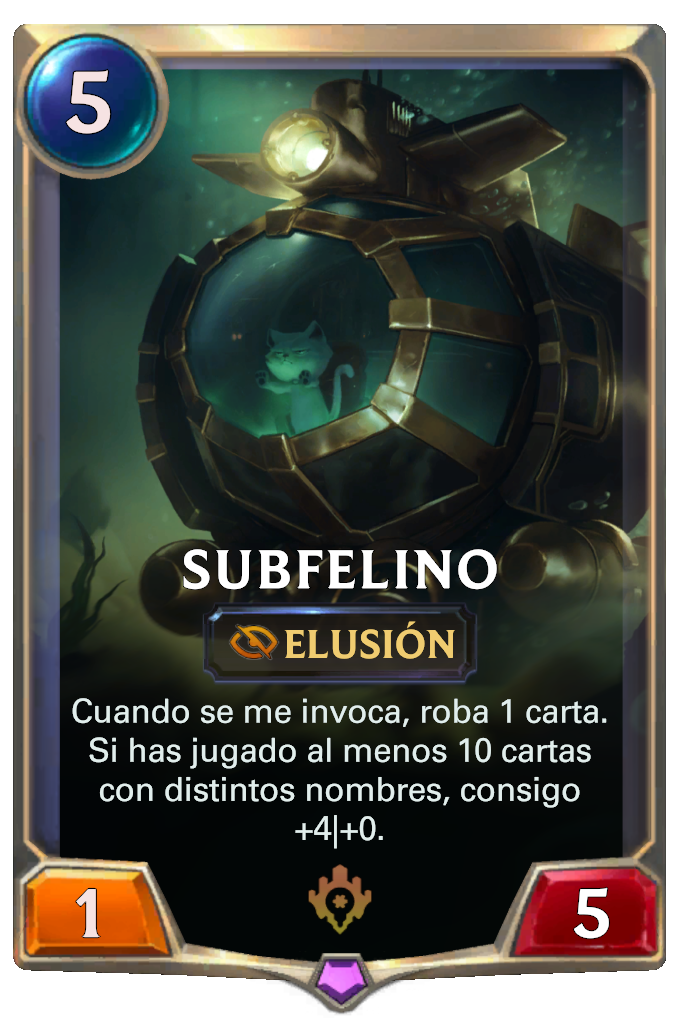 5
SUBFELINO
ELUSIÓN
Cuando se me invoca, roba 1 carta.
Si has jugado al menos 10 cartas
con distintos nombres, consigo
+4|+0.
1
5